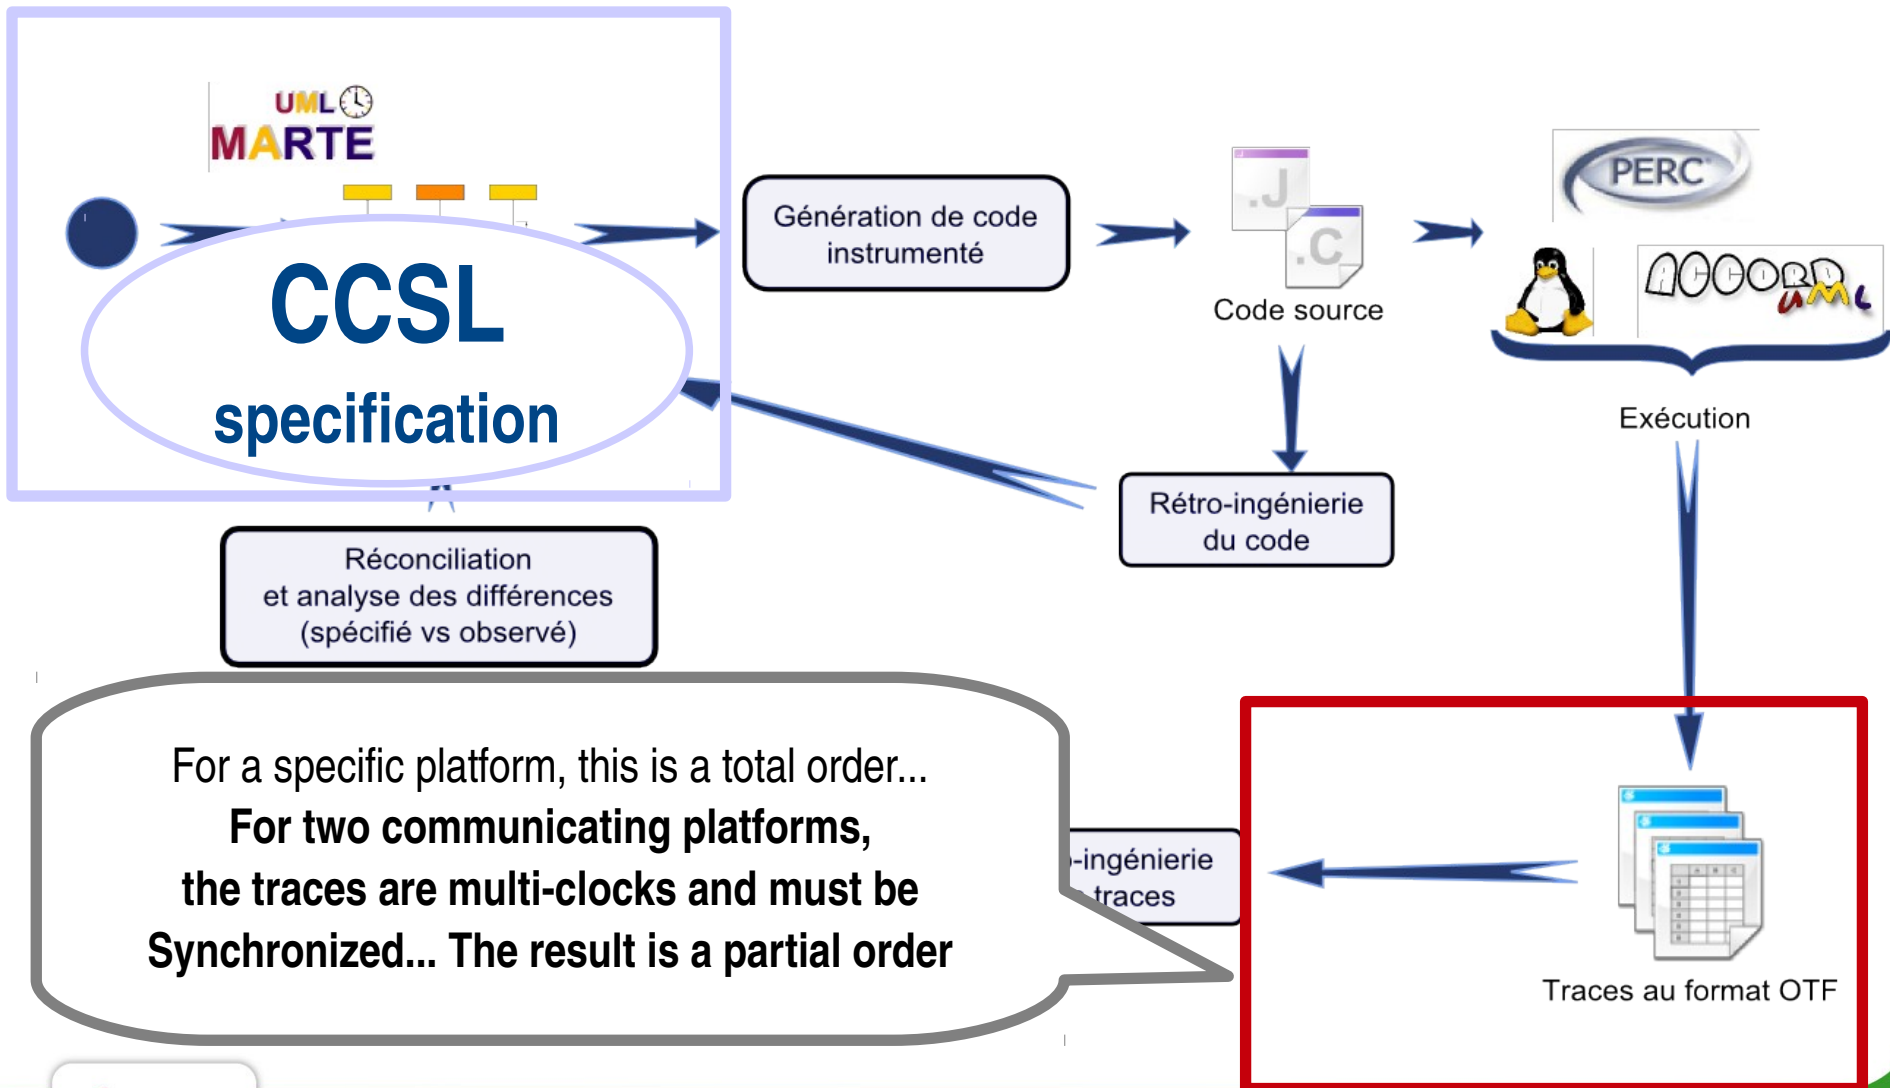 UML
MARTE
CCSL
specification
Génération de code
instrumenté
.J
.C
Code source
PERC
ACCORD
UML
Exécution
Rétro-ingénierie
du code
Réconciliation
et analyse des différences
(spécifié vs observé)
For a specific platform, this is a total order...
For two communicating platforms,
the traces are multi-clocks and must be
Synchronized... The result is a partial order
-ingénierie
traces
A B C
Traces au format OTF